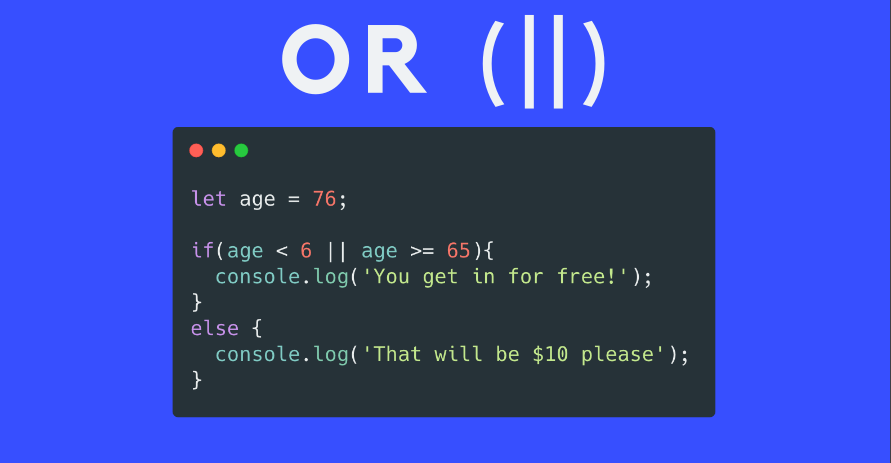 OR (||)
let age = 76;
if(age < 6 || age >= 65){
  console.log('You get in for free!');
}
else {
  console.log('That will be $10 please');
}